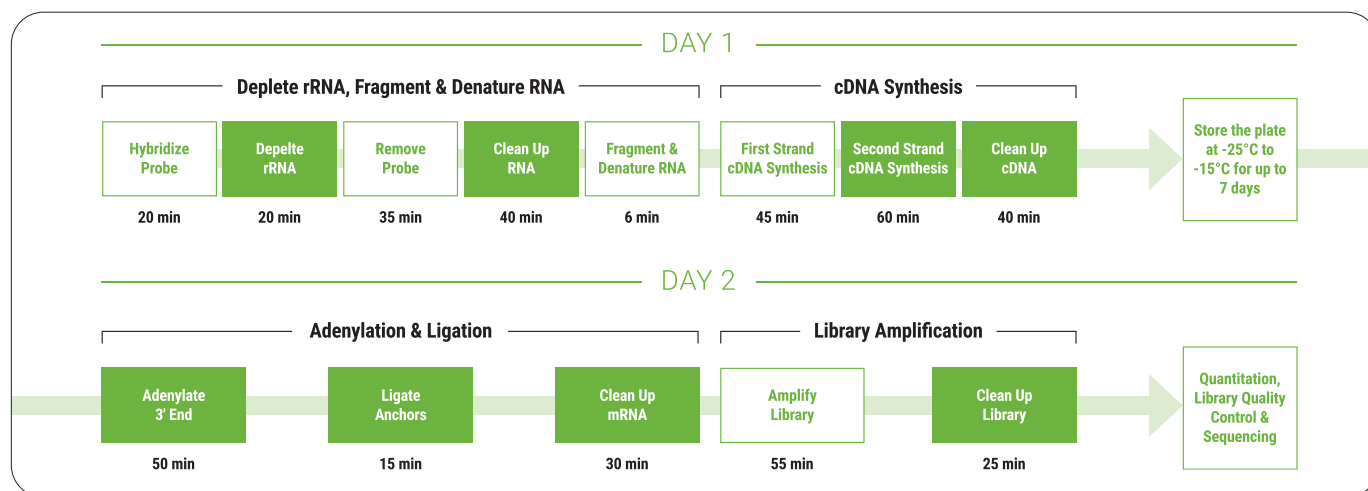 DAY 1
Deplete rRNA, Fragment & Denature RNA
cDNA Synthesis
Hybridize
Probe
Depelte
rRNA
Remove
Probe
Clean Up
RNA
Fragment &
Denature RNA
First Strand
cDNA Synthesis
Second Strand
cDNA Synthesis
Clean Up
cDNA
Store the plate
at -25°C to
-15°C for up to
7 days
20 min
20 min
35 min
40 min
6 min
45 min
60 min
40 min
DAY 2
Adenylation & Ligation
Library Amplification
Adenylate
3' End
Ligate
Anchors
Clean Up
mRNA
Amplify
Library
Clean Up
Library
Quantitation,
Library Quality
Control &
Sequencing
50 min
15 min
30 min
55 min
25 min